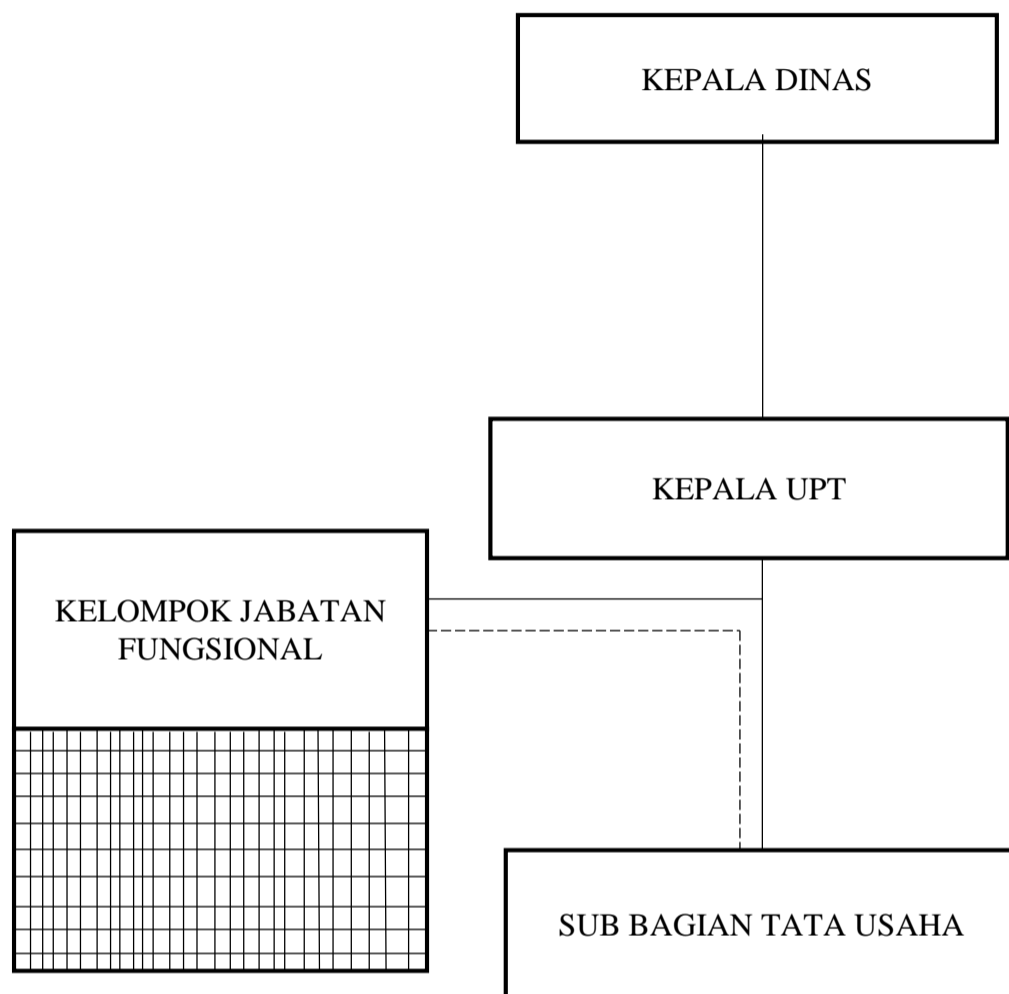 KEPALA DINAS
KEPALA UPT
KELOMPOK JABATAN
FUNGSIONAL
SUB BAGIAN TATA USAHA